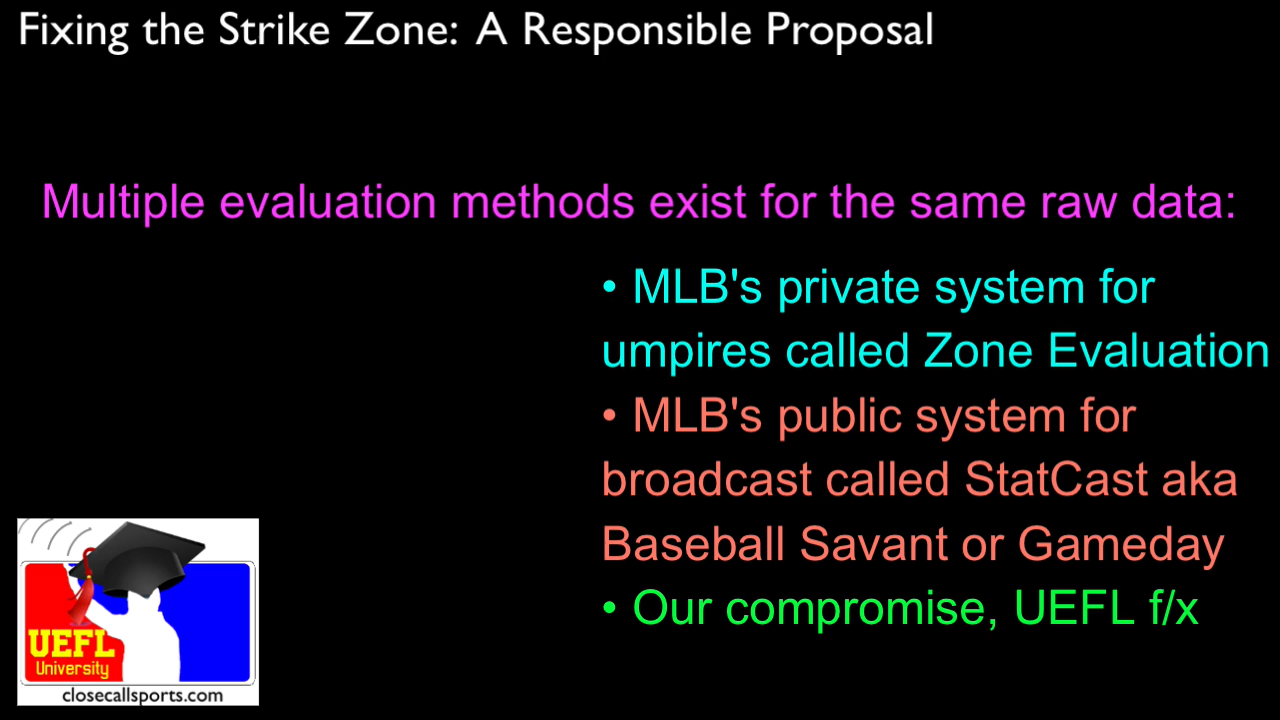 Fixing the Strike Zone: A Responsible Proposal
Multiple evaluation methods exist for the same raw data:
• MLB's private system for
umpires called Zone Evaluation
• MLB's public system for
broadcast called StatCast aka
Baseball Savant or Gameday
• Our compromise, UEFL f/x
UEFL
University
closecallsports.com